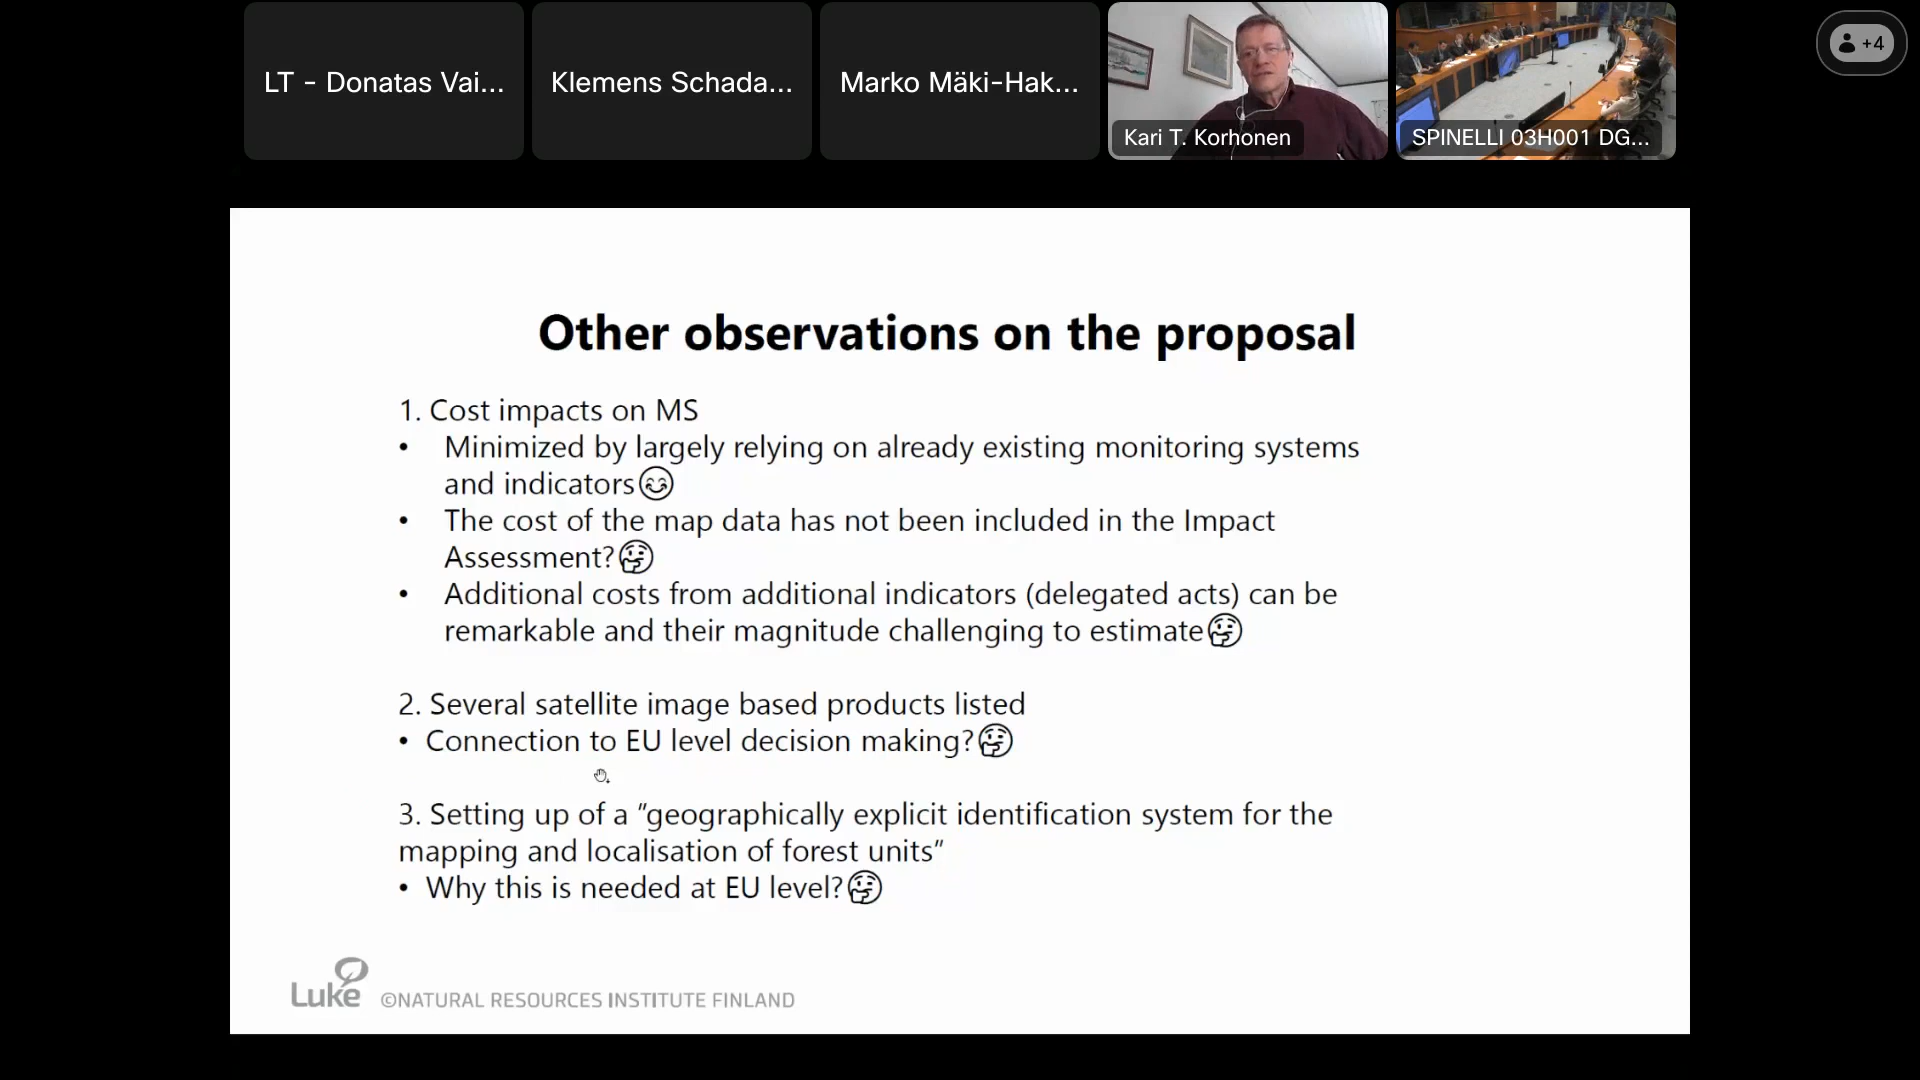 LT - Donatas Vai...
Klemens Schada...
Marko Mäki-Hak...
Kari T. Korhonen
SPINELLI 03H001 DG...
+4
Other observations on the proposal
1. Cost impacts on MS
• Minimized by largely relying on already existing monitoring systems
and indicators😊
• The cost of the map data has not been included in the Impact
Assessment?🤔
• Additional costs from additional indicators (delegated acts) can be
remarkable and their magnitude challenging to estimate🤔
2. Several satellite image based products listed
• Connection to EU level decision making?🤔
3. Setting up of a ”geographically explicit identification system for the
mapping and localisation of forest units”
• Why this is needed at EU level?🤔
Luke ©NATURAL RESOURCES INSTITUTE FINLAND